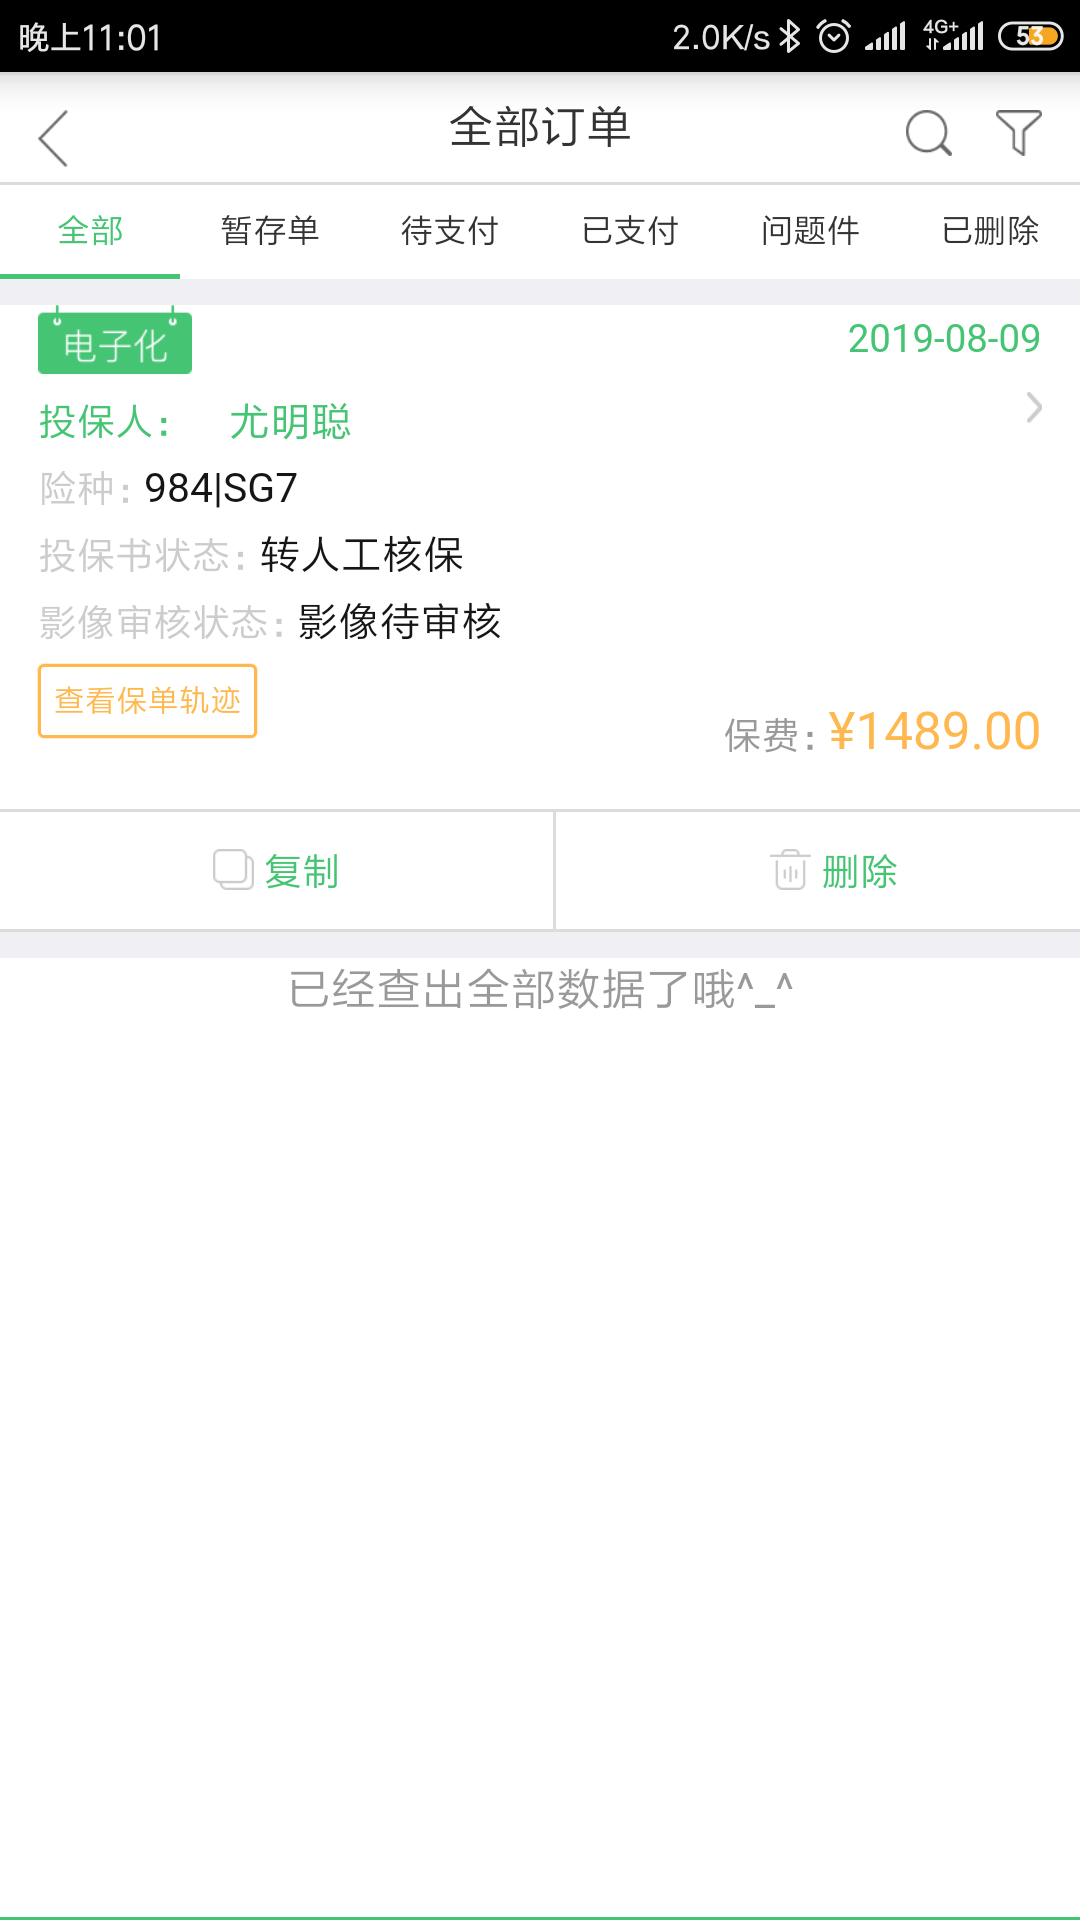 晚上11:01 2.0K/s 4G+ 53
全部订单
全部 暂存单 待支付 已支付 问题件 已删除
电子化 2019-08-09
投保人： 尤明聪
险种：984|SG7
投保书状态：转人工核保
影像审核状态：影像待审核
查看保单轨迹
保费：¥1489.00
复制 删除
已经查出全部数据了哦^_^